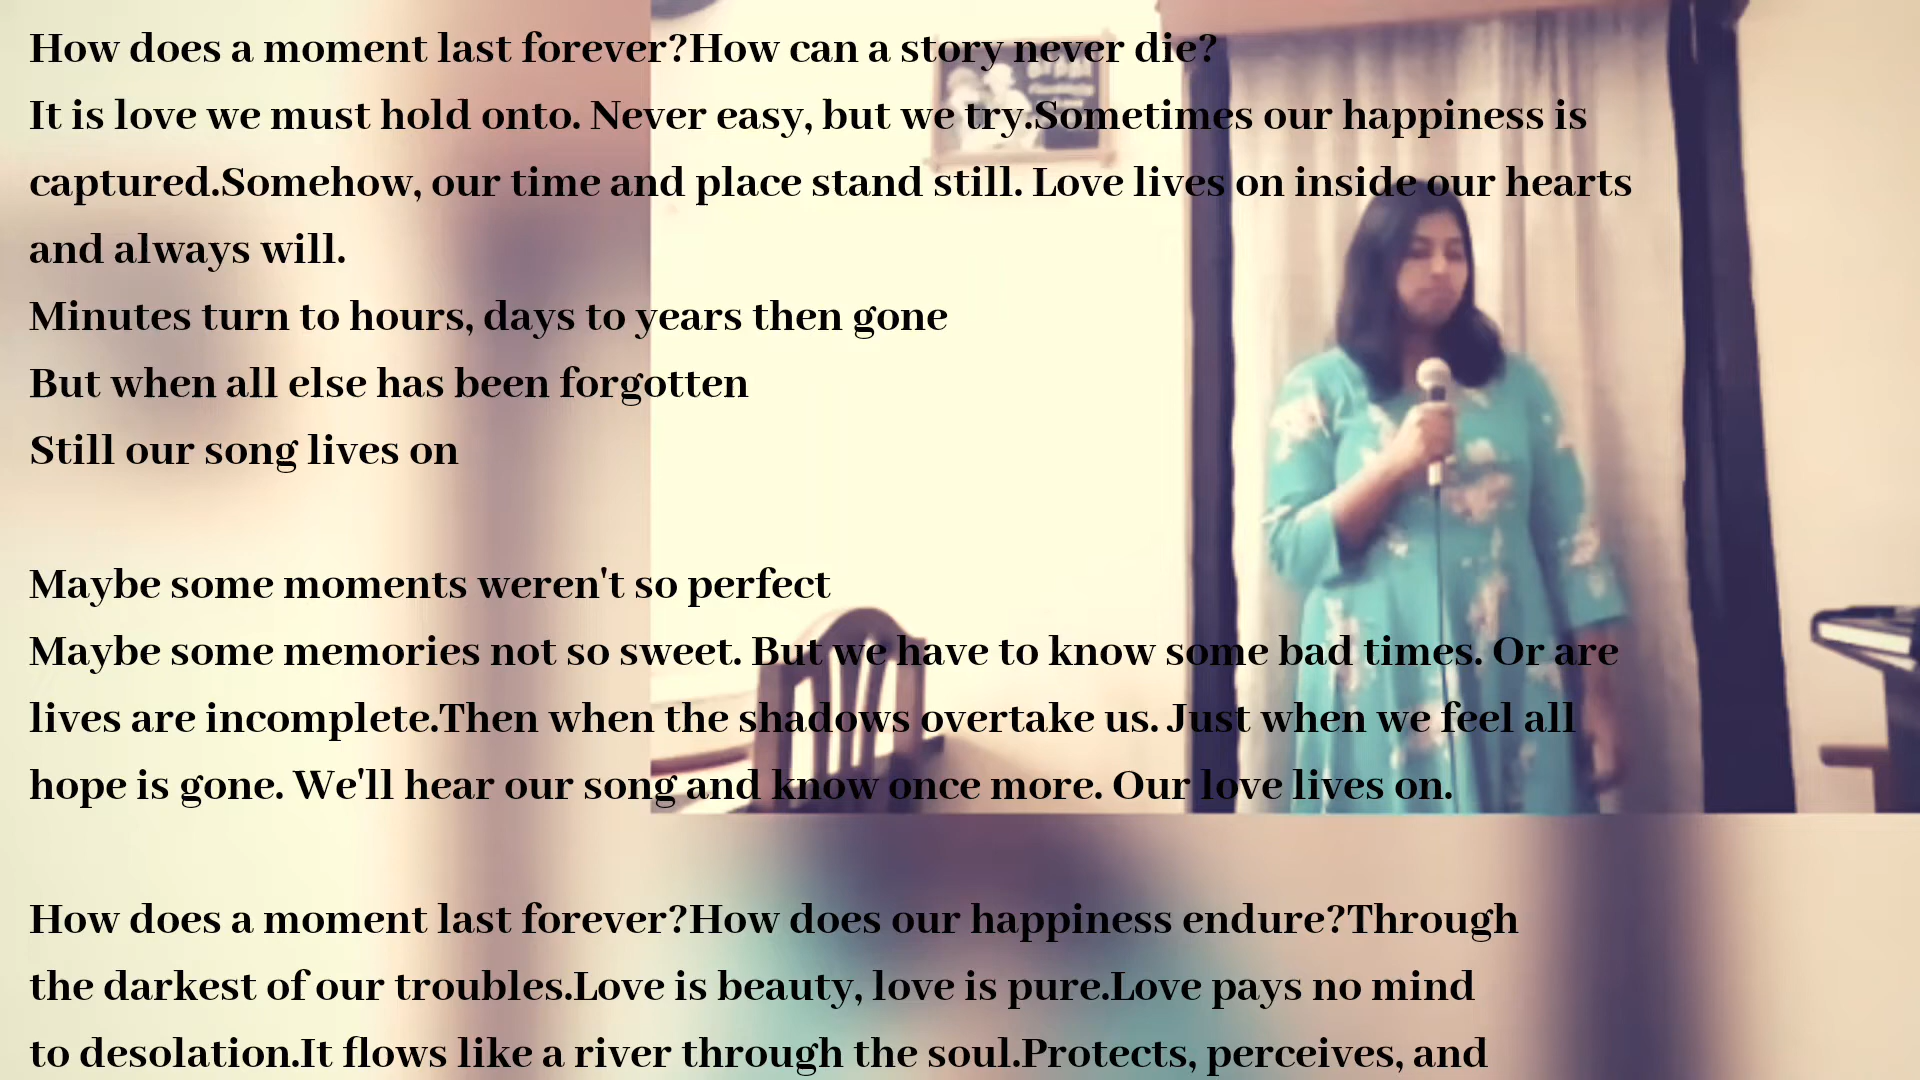 How does a moment last forever?How can a story never die?
It is love we must hold onto. Never easy, but we try.Sometimes our happiness is
captured.Somehow, our time and place stand still. Love lives on inside our hearts
and always will.
Minutes turn to hours, days to years then gone
But when all else has been forgotten
Still our song lives on
Maybe some moments weren't so perfect
Maybe some memories not so sweet. But we have to know some bad times. Or are
lives are incomplete.Then when the shadows overtake us. Just when we feel all
hope is gone. We'll hear our song and know once more. Our love lives on.
How does a moment last forever?How does our happiness endure?Through
the darkest of our troubles.Love is beauty, love is pure.Love pays no mind
to desolation.It flows like a river through the soul.Protects, perceives, and